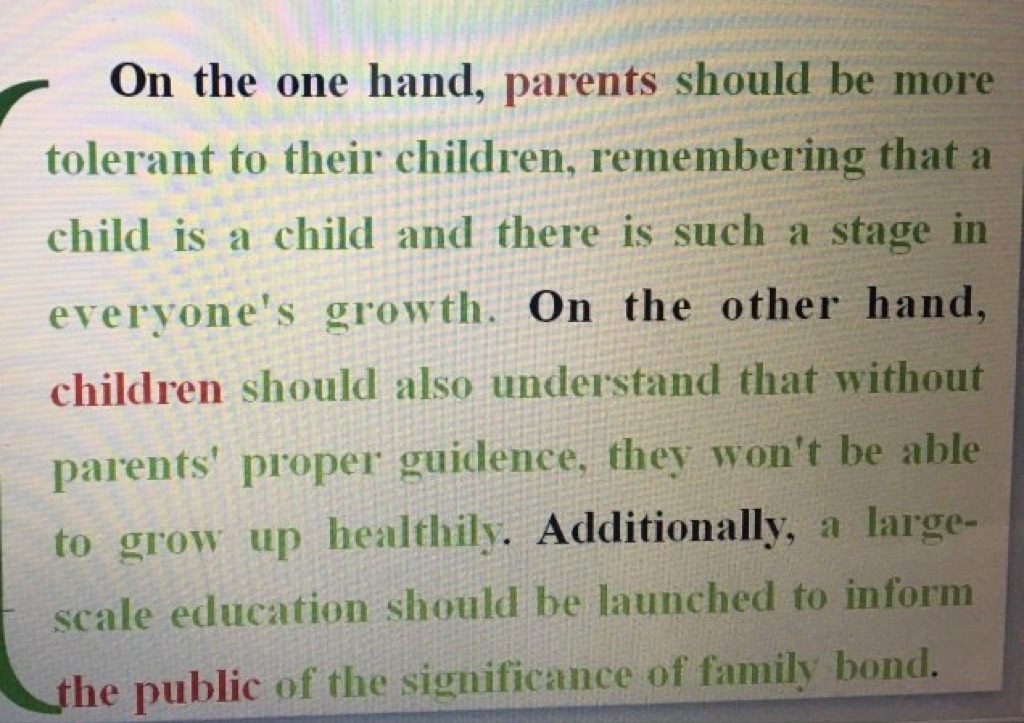 On the one hand, parents should be more
tolerant to their children, remembering that a
child is a child and there is such a stage in
everyone's growth. On the other hand,
children should also understand that without
parents' proper guidence, they won't be able
to grow up healthily. Additionally, a large-
scale education should be launched to inform
the public of the significance of family bond.